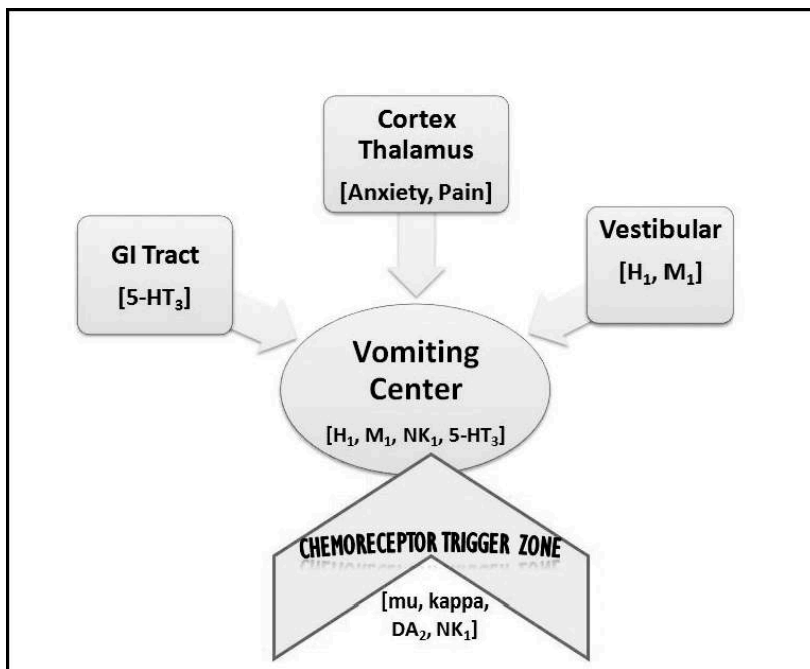 Cortex
Thalamus
[Anxiety, Pain]
GI Tract
[5-HT₃]
Vestibular
[H₁, M₁]
Vomiting
Center
[H₁, M₁, NK₁, 5-HT₃]
CHEMORECEPTOR TRIGGER ZONE
[mu, kappa,
DA₂, NK₁]